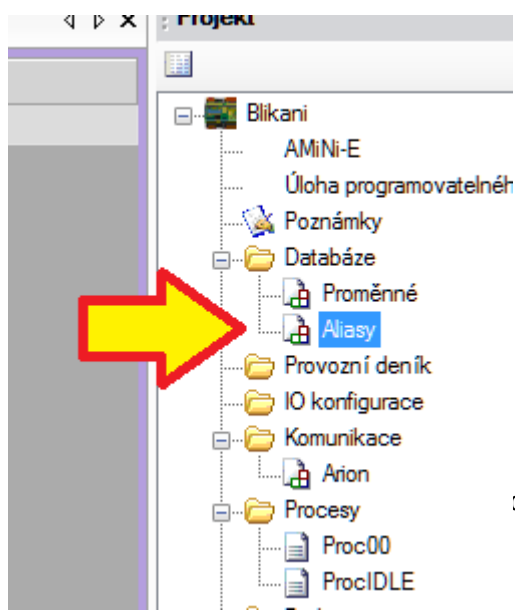 Projekt
Blikani
AMiNi-E
Úloha programovatelnéh
Poznámky
Databáze
Proměnné
Aliasy
Provozní deník
IO konfigurace
Komunikace
Arion
Procesy
Proc00
ProcIDLE